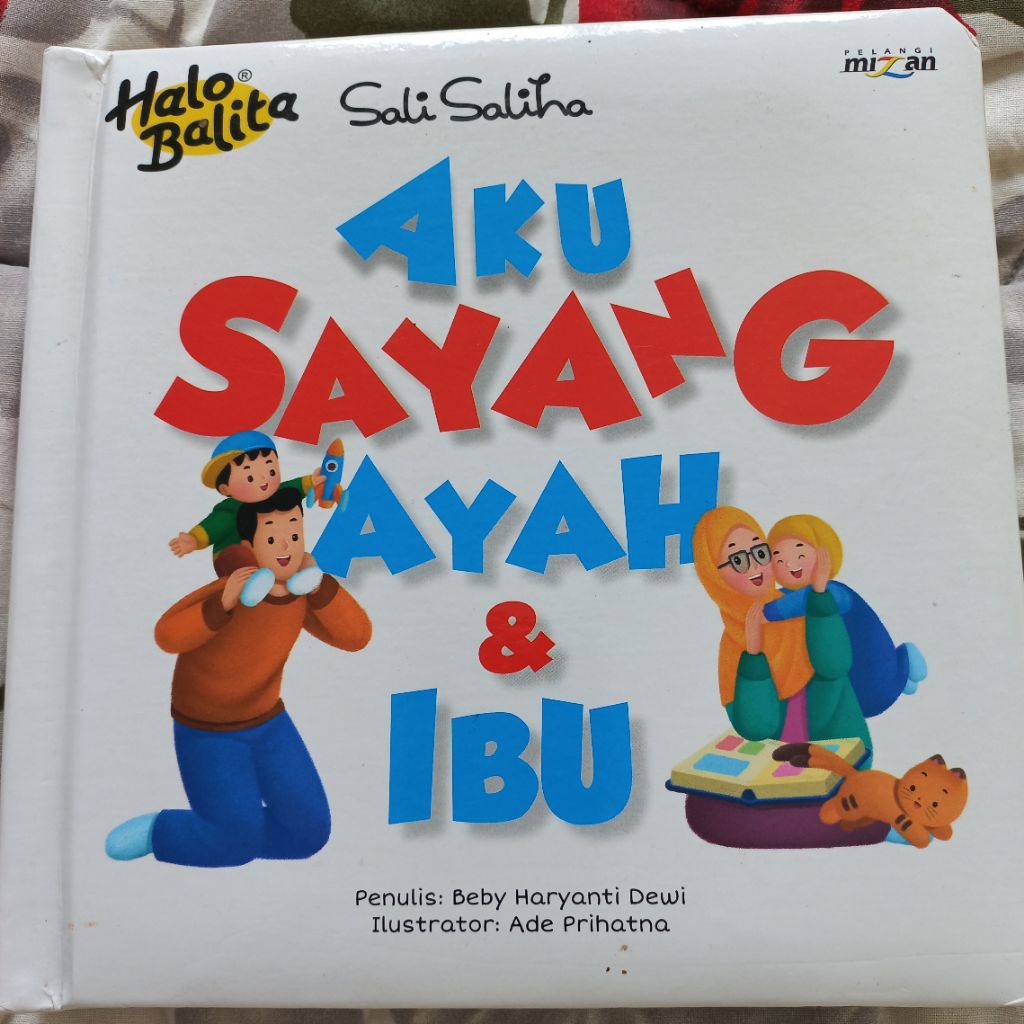 Halo®
Balita
Sali Saliha
PELANGI
mizan
AKU
SAYANG
AYAH
&
IBU
Penulis: Beby Haryanti Dewi
Ilustrator: Ade Prihatna